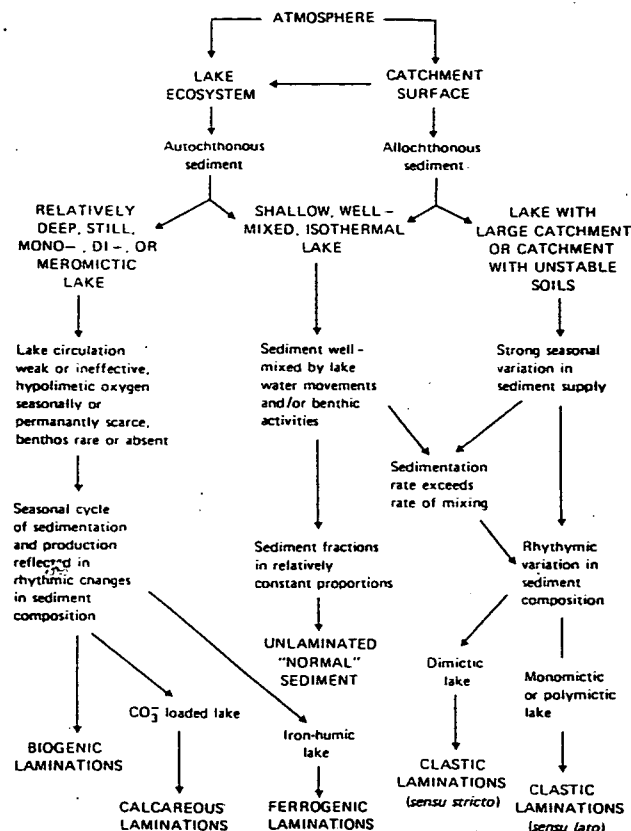 ATMOSPHERE
LAKE
ECOSYSTEM
CATCHMENT
SURFACE
Autochthonous
sediment
Allochthonous
sediment
RELATIVELY
DEEP, STILL,
MONO–, DI–, OR
MEROMICTIC
LAKE
SHALLOW, WELL–
MIXED, ISOTHERMAL
LAKE
LAKE WITH
LARGE CATCHMENT
OR CATCHMENT
WITH UNSTABLE
SOILS
Lake circulation
weak or ineffective,
hypolimetic oxygen
seasonally or
permanantly scarce,
benthos rare or absent
Sediment well–
mixed by lake
water movements
and/or benthic
activities
Strong seasonal
variation in
sediment supply
Sedimentation
rate exceeds
rate of mixing
Seasonal cycle
of sedimentation
and production
reflected in
rhythmic changes
in sediment
composition
Sediment fractions
in relatively
constant proportions
Rhythymic
variation in
sediment
composition
UNLAMINATED
"NORMAL"
SEDIMENT
Dimictic
lake
Monomictic
or polymictic
lake
CO₃⁻ loaded lake
Iron-humic
lake
BIOGENIC
LAMINATIONS
CALCAREOUS
LAMINATIONS
FERROGENIC
LAMINATIONS
CLASTIC
LAMINATIONS
(sensu stricto)
CLASTIC
LAMINATIONS
(sensu lato)